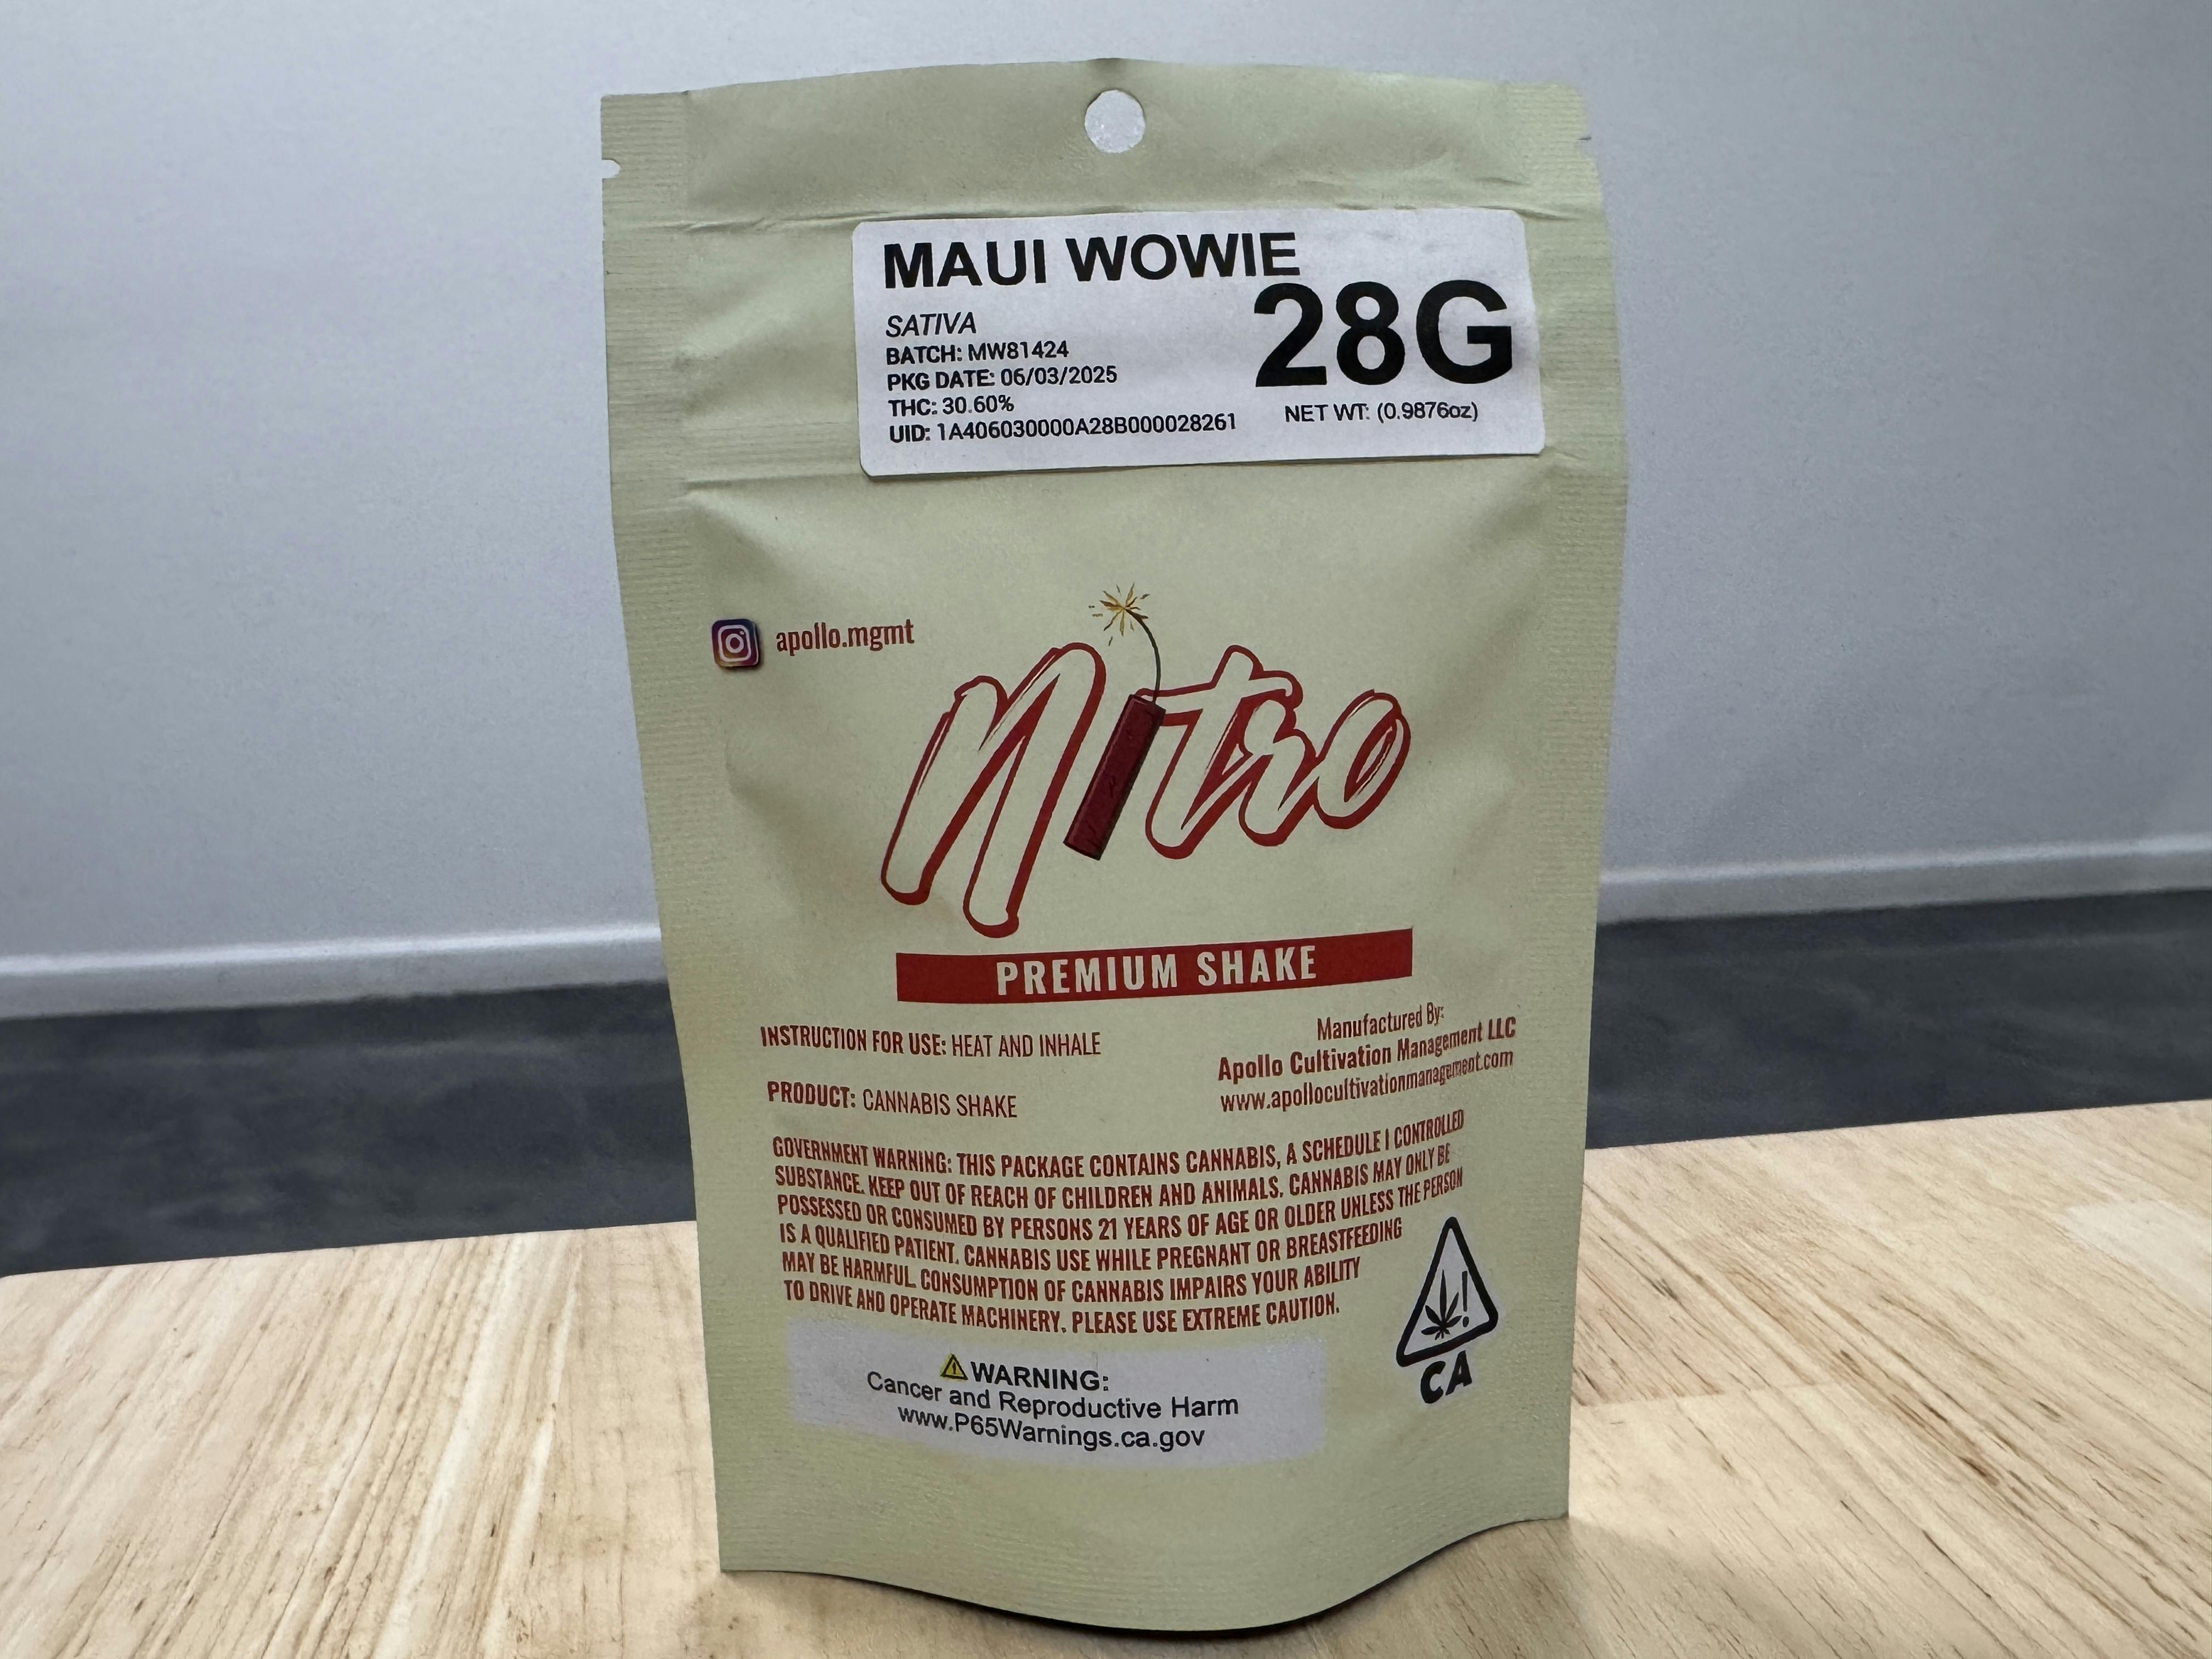 MAUI WOWIE
28G
SATIVA
BATCH: MW81424
PKG DATE: 06/03/2025
THC: 30.60%
UID: 1A406030000A28B000028261
NET WT: (0.9876oz)
apollo.mgmt
Nitro
PREMIUM SHAKE
INSTRUCTION FOR USE: HEAT AND INHALE
PRODUCT: CANNABIS SHAKE
Manufactured By:
Apollo Cultivation Management LLC
www.apollocultivationmanagement.com
GOVERNMENT WARNING: THIS PACKAGE CONTAINS CANNABIS, A SCHEDULE I CONTROLLED
SUBSTANCE. KEEP OUT OF REACH OF CHILDREN AND ANIMALS. CANNABIS MAY ONLY BE
POSSESSED OR CONSUMED BY PERSONS 21 YEARS OF AGE OR OLDER UNLESS THE PERSON
IS A QUALIFIED PATIENT. CANNABIS USE WHILE PREGNANT OR BREASTFEEDING
MAY BE HARMFUL. CONSUMPTION OF CANNABIS IMPAIRS YOUR ABILITY
TO DRIVE AND OPERATE MACHINERY. PLEASE USE EXTREME CAUTION.
!
CA
⚠WARNING:
Cancer and Reproductive Harm
www.P65Warnings.ca.gov